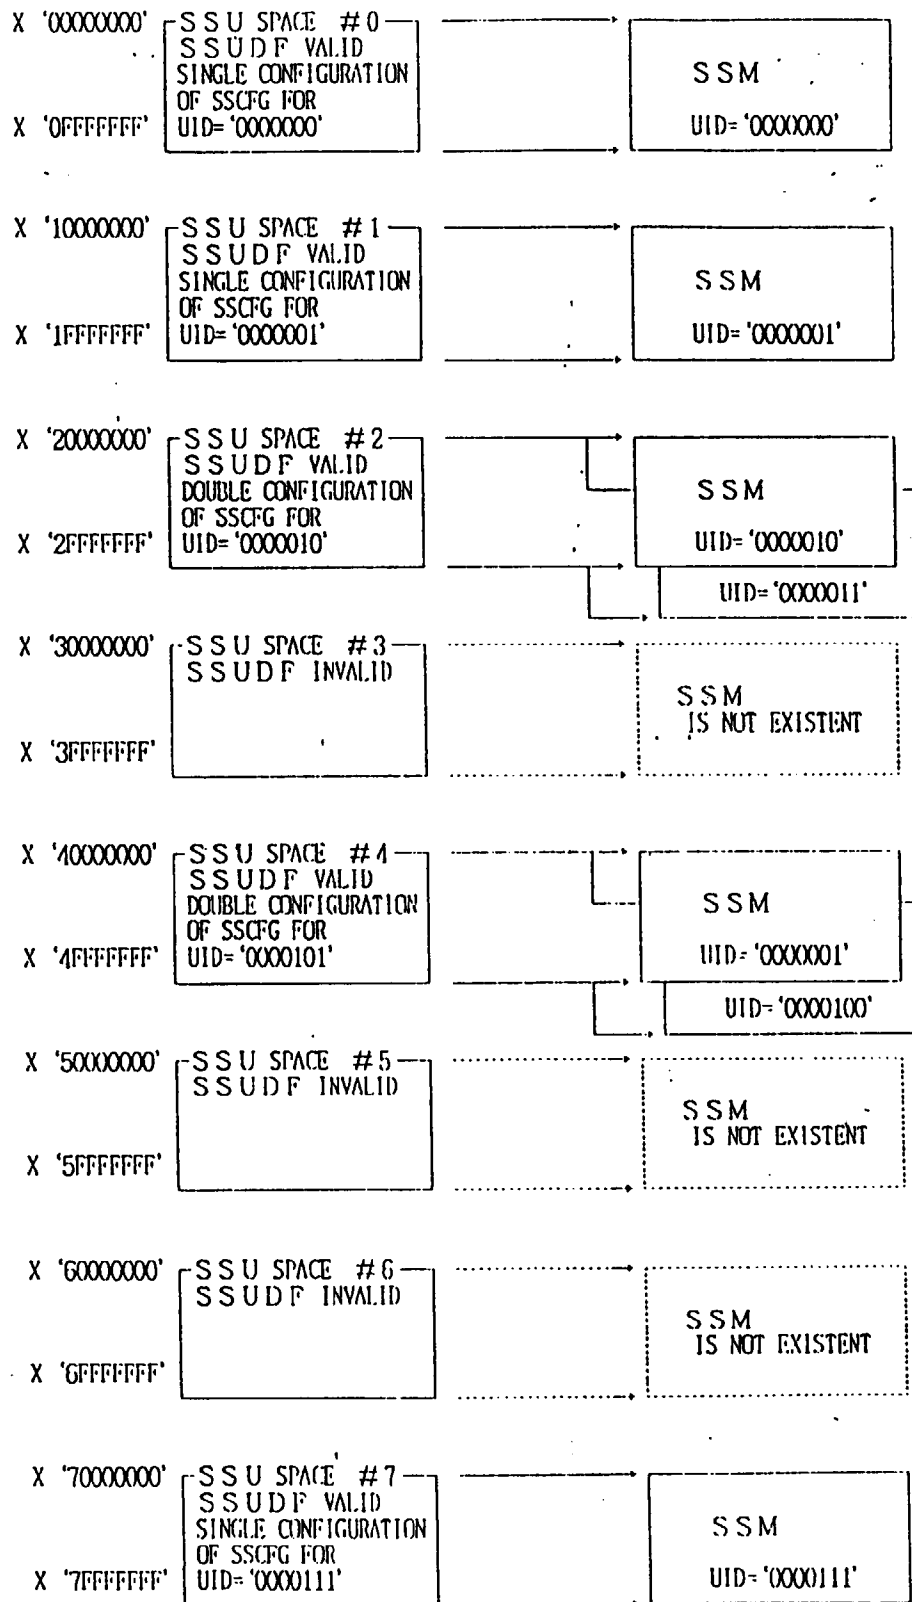 X '00000000' SSU SPACE #0
SSUDF VALID
SINGLE CONFIGURATION
OF SSCFG FOR
X '0FFFFFFF' UID='0000000'
SSM
UID='0000000'
X '10000000' SSU SPACE #1
SSUDF VALID
SINGLE CONFIGURATION
OF SSCFG FOR
X '1FFFFFFF' UID='0000001'
SSM
UID='0000001'
X '20000000' SSU SPACE #2
SSUDF VALID
DOUBLE CONFIGURATION
OF SSCFG FOR
X '2FFFFFFF' UID='0000010'
SSM
UID='0000010'
UID='0000011'
X '30000000' SSU SPACE #3
SSUDF INVALID
X '3FFFFFFF'
SSM
IS NOT EXISTENT
X '40000000' SSU SPACE #4
SSUDF VALID
DOUBLE CONFIGURATION
OF SSCFG FOR
X '4FFFFFFF' UID='0000101'
SSM
UID='0000001'
UID='0000100'
X '50000000' SSU SPACE #5
SSUDF INVALID
X '5FFFFFFF'
SSM
IS NOT EXISTENT
X '60000000' SSU SPACE #6
SSUDF INVALID
X '6FFFFFFF'
SSM
IS NOT EXISTENT
X '70000000' SSU SPACE #7
SSUDF VALID
SINGLE CONFIGURATION
OF SSCFG FOR
X '7FFFFFFF' UID='0000111'
SSM
UID='0000111'